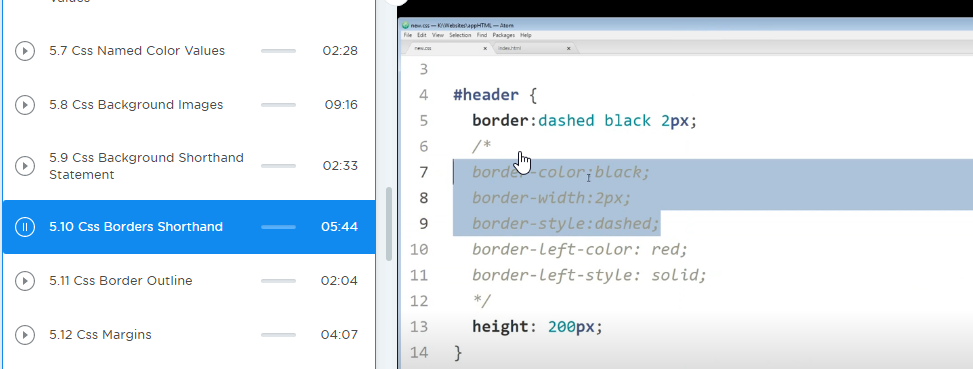 values
5.7 Css Named Color Values 02:28
5.8 Css Background Images 09:16
5.9 Css Background Shorthand
Statement 02:33
5.10 Css Borders Shorthand 05:44
5.11 Css Border Outline 02:04
5.12 Css Margins 04:07
new.css — K:\Websites\appHTML — Atom
File Edit View Selection Find Packages Help
new.css × index.html ×
3
4 #header {
5 border:dashed black 2px;
6 /*
7 border-color:black;
8 border-width:2px;
9 border-style:dashed;
10 border-left-color: red;
11 border-left-style: solid;
12 */
13 height: 200px;
14 }